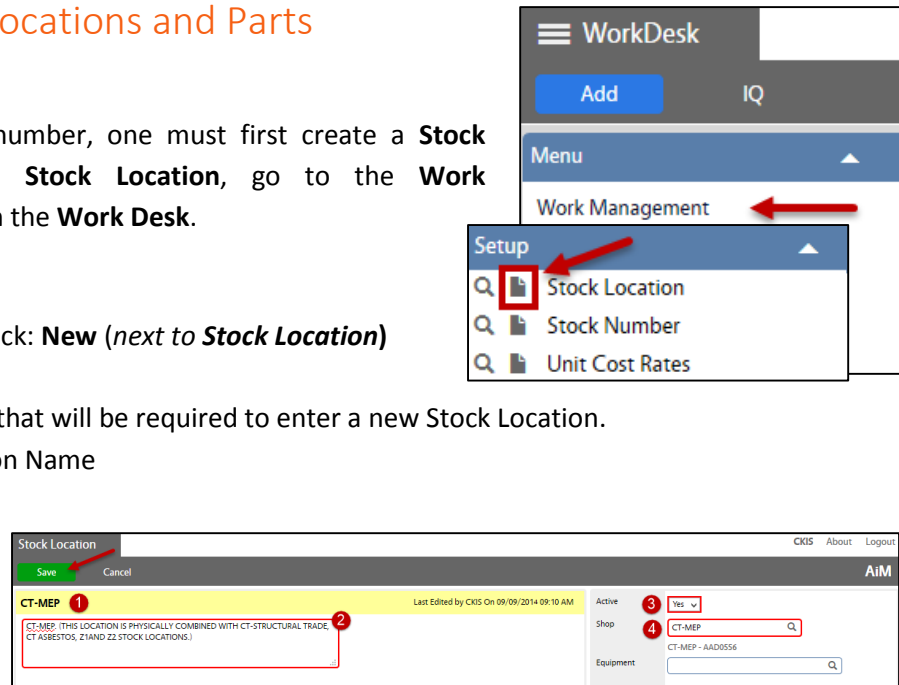 ocations and Parts
WorkDesk
Add IQ
Menu
Work Management
number, one must first create a Stock
Stock Location, go to the Work
the Work Desk.
Setup
Stock Location
Stock Number
Unit Cost Rates
ck: New (next to Stock Location)
that will be required to enter a new Stock Location.
on Name
Stock Location
CKIS About Logout
Save Cancel
AiM
CT-MEP 1
Last Edited by CKIS On 09/09/2014 09:10 AM
Active 3 Yes
CT-MEP. (THIS LOCATION IS PHYSICALLY COMBINED WITH CT-STRUCTURAL TRADE, 2
CT ASBESTOS, Z1AND Z2 STOCK LOCATIONS.)
Shop 4 CT-MEP
CT-MEP - AAD0556
Equipment